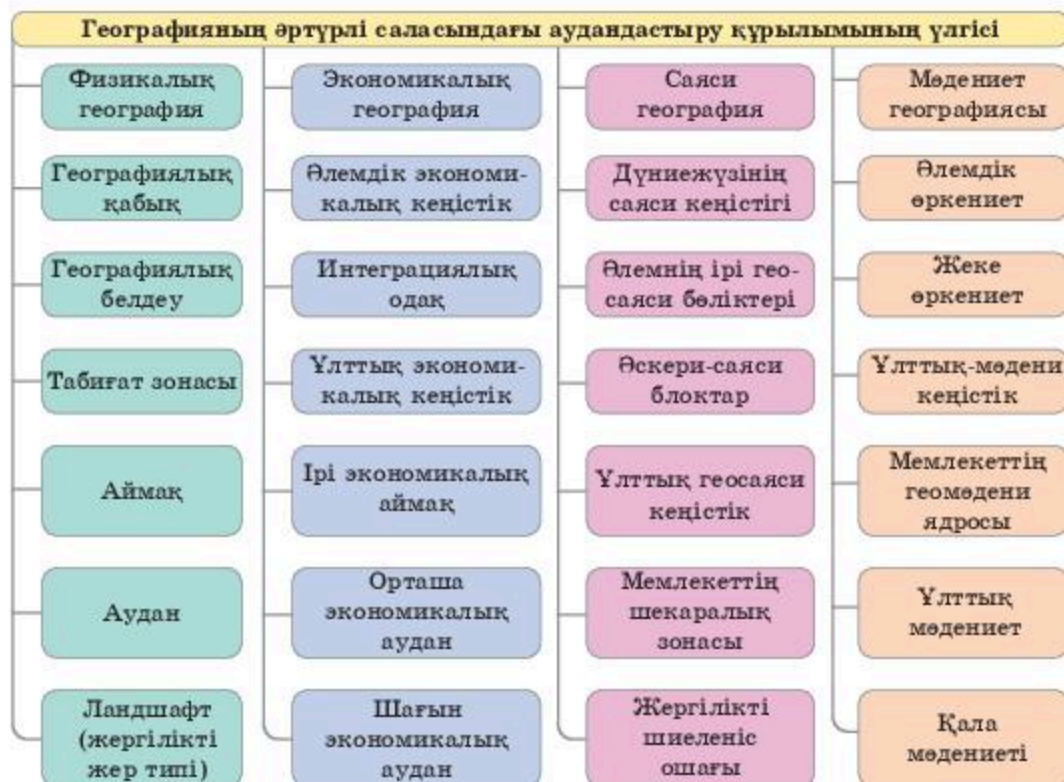 Географияның әртүрлі саласындағы аудандастыру құрылымының үлгісі
Физикалық
география
Географиялық
қабық
Географиялық
белдеу
Табиғат зонасы
Аймақ
Аудан
Ландшафт
(жергілікті
жер типі)
Экономикалық
география
Әлемдік экономи-
калық кеңістік
Интеграциялық
одақ
Ұлттық экономи-
калық кеңістік
Ірі экономикалық
аймақ
Орташа
экономикалық
аудан
Шағын
экономикалық
аудан
Саяси
география
Дүниежүзінің
саяси кеңістігі
Әлемнің ірі гео-
саяси бөліктері
Әскери-саяси
блоктар
Ұлттық геосаяси
кеңістік
Мемлекеттің
шекаралық
зонасы
Жергілікті
шиеленіс
ошағы
Мәдениет
географиясы
Әлемдік
өркениет
Жеке
өркениет
Ұлттық-мәдени
кеңістік
Мемлекеттің
геомәдени
ядросы
Ұлттық
мәдениет
Қала
мәдениеті